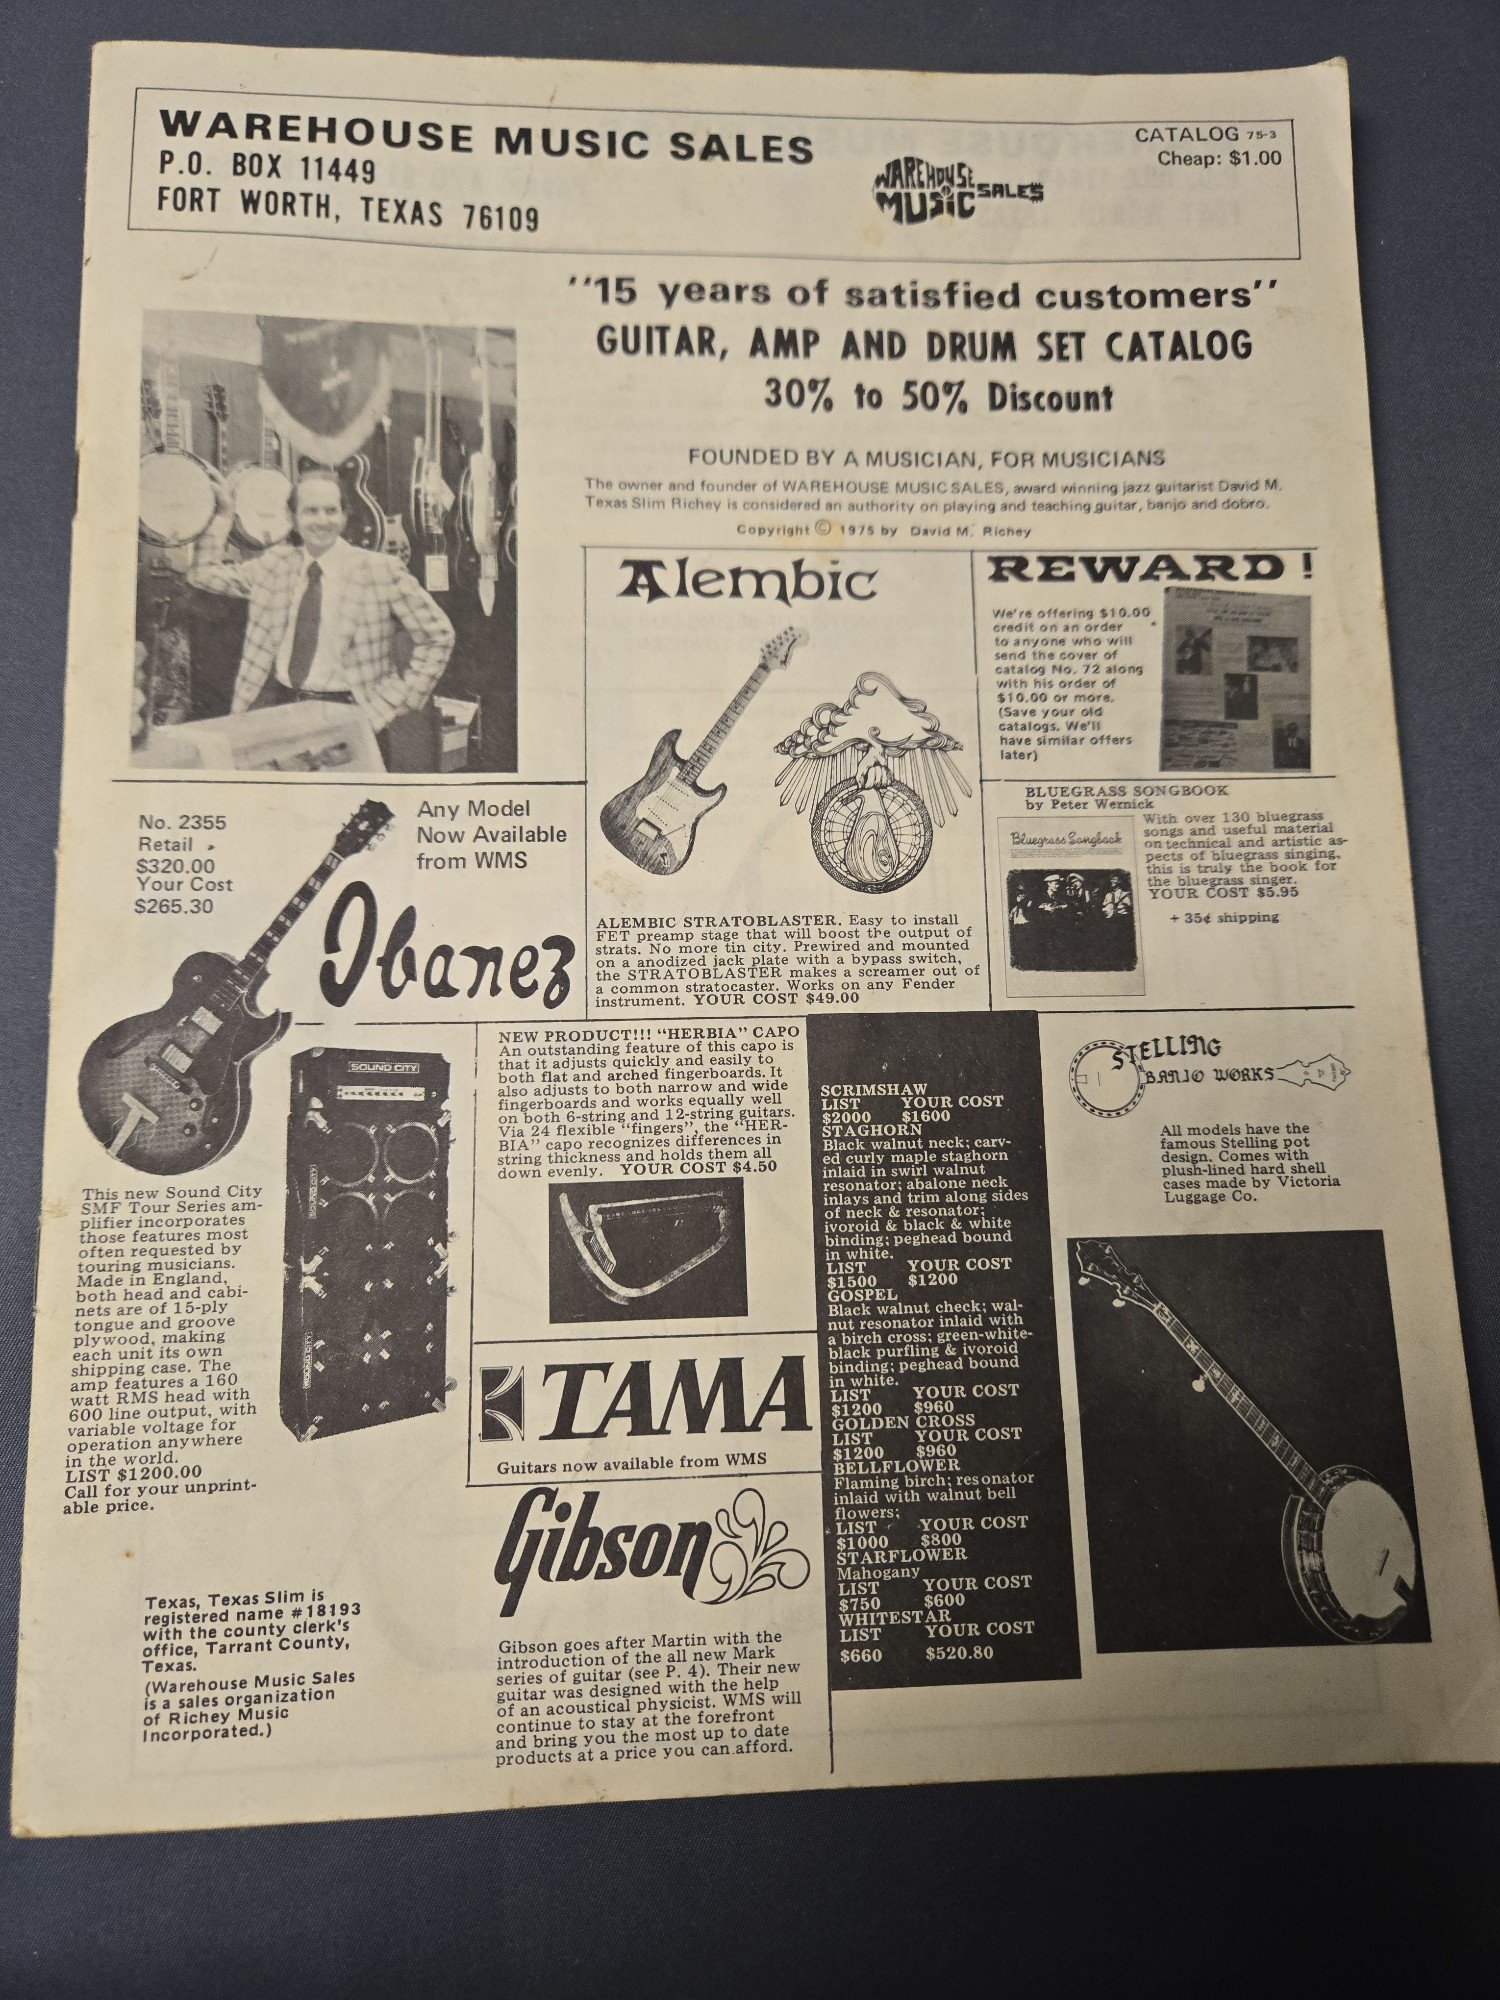 WAREHOUSE MUSIC SALES
P.O. BOX 11449
FORT WORTH, TEXAS 76109
WAREHOUSE
MUSIC SALES
CATALOG 75-3
Cheap: $1.00
"15 years of satisfied customers"
GUITAR, AMP AND DRUM SET CATALOG
30% to 50% Discount
FOUNDED BY A MUSICIAN, FOR MUSICIANS
The owner and founder of WAREHOUSE MUSIC SALES, award winning jazz guitarist David M.
Texas Slim Richey is considered an authority on playing and teaching guitar, banjo and dobro.
Copyright © 1975 by David M. Richey
Alembic
ALEMBIC STRATOBLASTER. Easy to install
FET preamp stage that will boost the output of
strats. No more tin city. Prewired and mounted
on a anodized jack plate with a bypass switch,
the STRATOBLASTER makes a screamer out of
a common stratocaster. Works on any Fender
instrument. YOUR COST $49.00
REWARD!
We're offering $10.00
credit on an order
to anyone who will
send the cover of
catalog No. 72 along
with his order of
$10.00 or more.
(Save your old
catalogs. We'll
have similar offers
later)
BLUEGRASS SONGBOOK
by Peter Wernick
Bluegrass Songbook
With over 130 bluegrass
songs and useful material
on technical and artistic as-
pects of bluegrass singing,
this is truly the book for
the bluegrass singer.
YOUR COST $5.95
+ 35¢ shipping
No. 2355
Retail
$320.00
Your Cost
$265.30
Any Model
Now Available
from WMS
Ibanez
SOUND CITY
This new Sound City
SMF Tour Series am-
plifier incorporates
those features most
often requested by
touring musicians.
Made in England,
both head and cabi-
nets are of 15-ply
tongue and groove
plywood, making
each unit its own
shipping case. The
amp features a 160
watt RMS head with
600 line output, with
variable voltage for
operation anywhere
in the world.
LIST $1200.00
Call for your unprint-
able price.
Texas, Texas Slim is
registered name #18193
with the county clerk's
office, Tarrant County,
Texas.
(Warehouse Music Sales
is a sales organization
of Richey Music
Incorporated.)
NEW PRODUCT!!! "HERBIA" CAPO
An outstanding feature of this capo is
that it adjusts quickly and easily to
both flat and arched fingerboards. It
also adjusts to both narrow and wide
fingerboards and works equally well
on both 6-string and 12-string guitars.
Via 24 flexible "fingers", the "HER-
BIA" capo recognizes differences in
string thickness and holds them all
down evenly. YOUR COST $4.50
TAMA
Guitars now available from WMS
Gibson
Gibson goes after Martin with the
introduction of the all new Mark
series of guitar (see P. 4). Their new
guitar was designed with the help
of an acoustical physicist. WMS will
continue to stay at the forefront
and bring you the most up to date
products at a price you can afford.
SCRIMSHAW
LIST YOUR COST
$2000 $1600
STAGHORN
Black walnut neck; carv-
ed curly maple staghorn
inlaid in swirl walnut
resonator; abalone neck
inlays and trim along sides
of neck & resonator;
ivoroid & black & white
binding; peghead bound
in white.
LIST YOUR COST
$1500 $1200
GOSPEL
Black walnut check; wal-
nut resonator inlaid with
a birch cross; green-white-
black purfling & ivoroid
binding; peghead bound
in white.
LIST YOUR COST
$1200 $960
GOLDEN CROSS
LIST YOUR COST
$1200 $960
BELLFLOWER
Flaming birch; resonator
inlaid with walnut bell
flowers;
LIST YOUR COST
$1000 $800
STARFLOWER
Mahogany
LIST YOUR COST
$750 $600
WHITESTAR
LIST YOUR COST
$660 $520.80
STELLING
BANJO WORKS
All models have the
famous Stelling pot
design. Comes with
plush-lined hard shell
cases made by Victoria
Luggage Co.